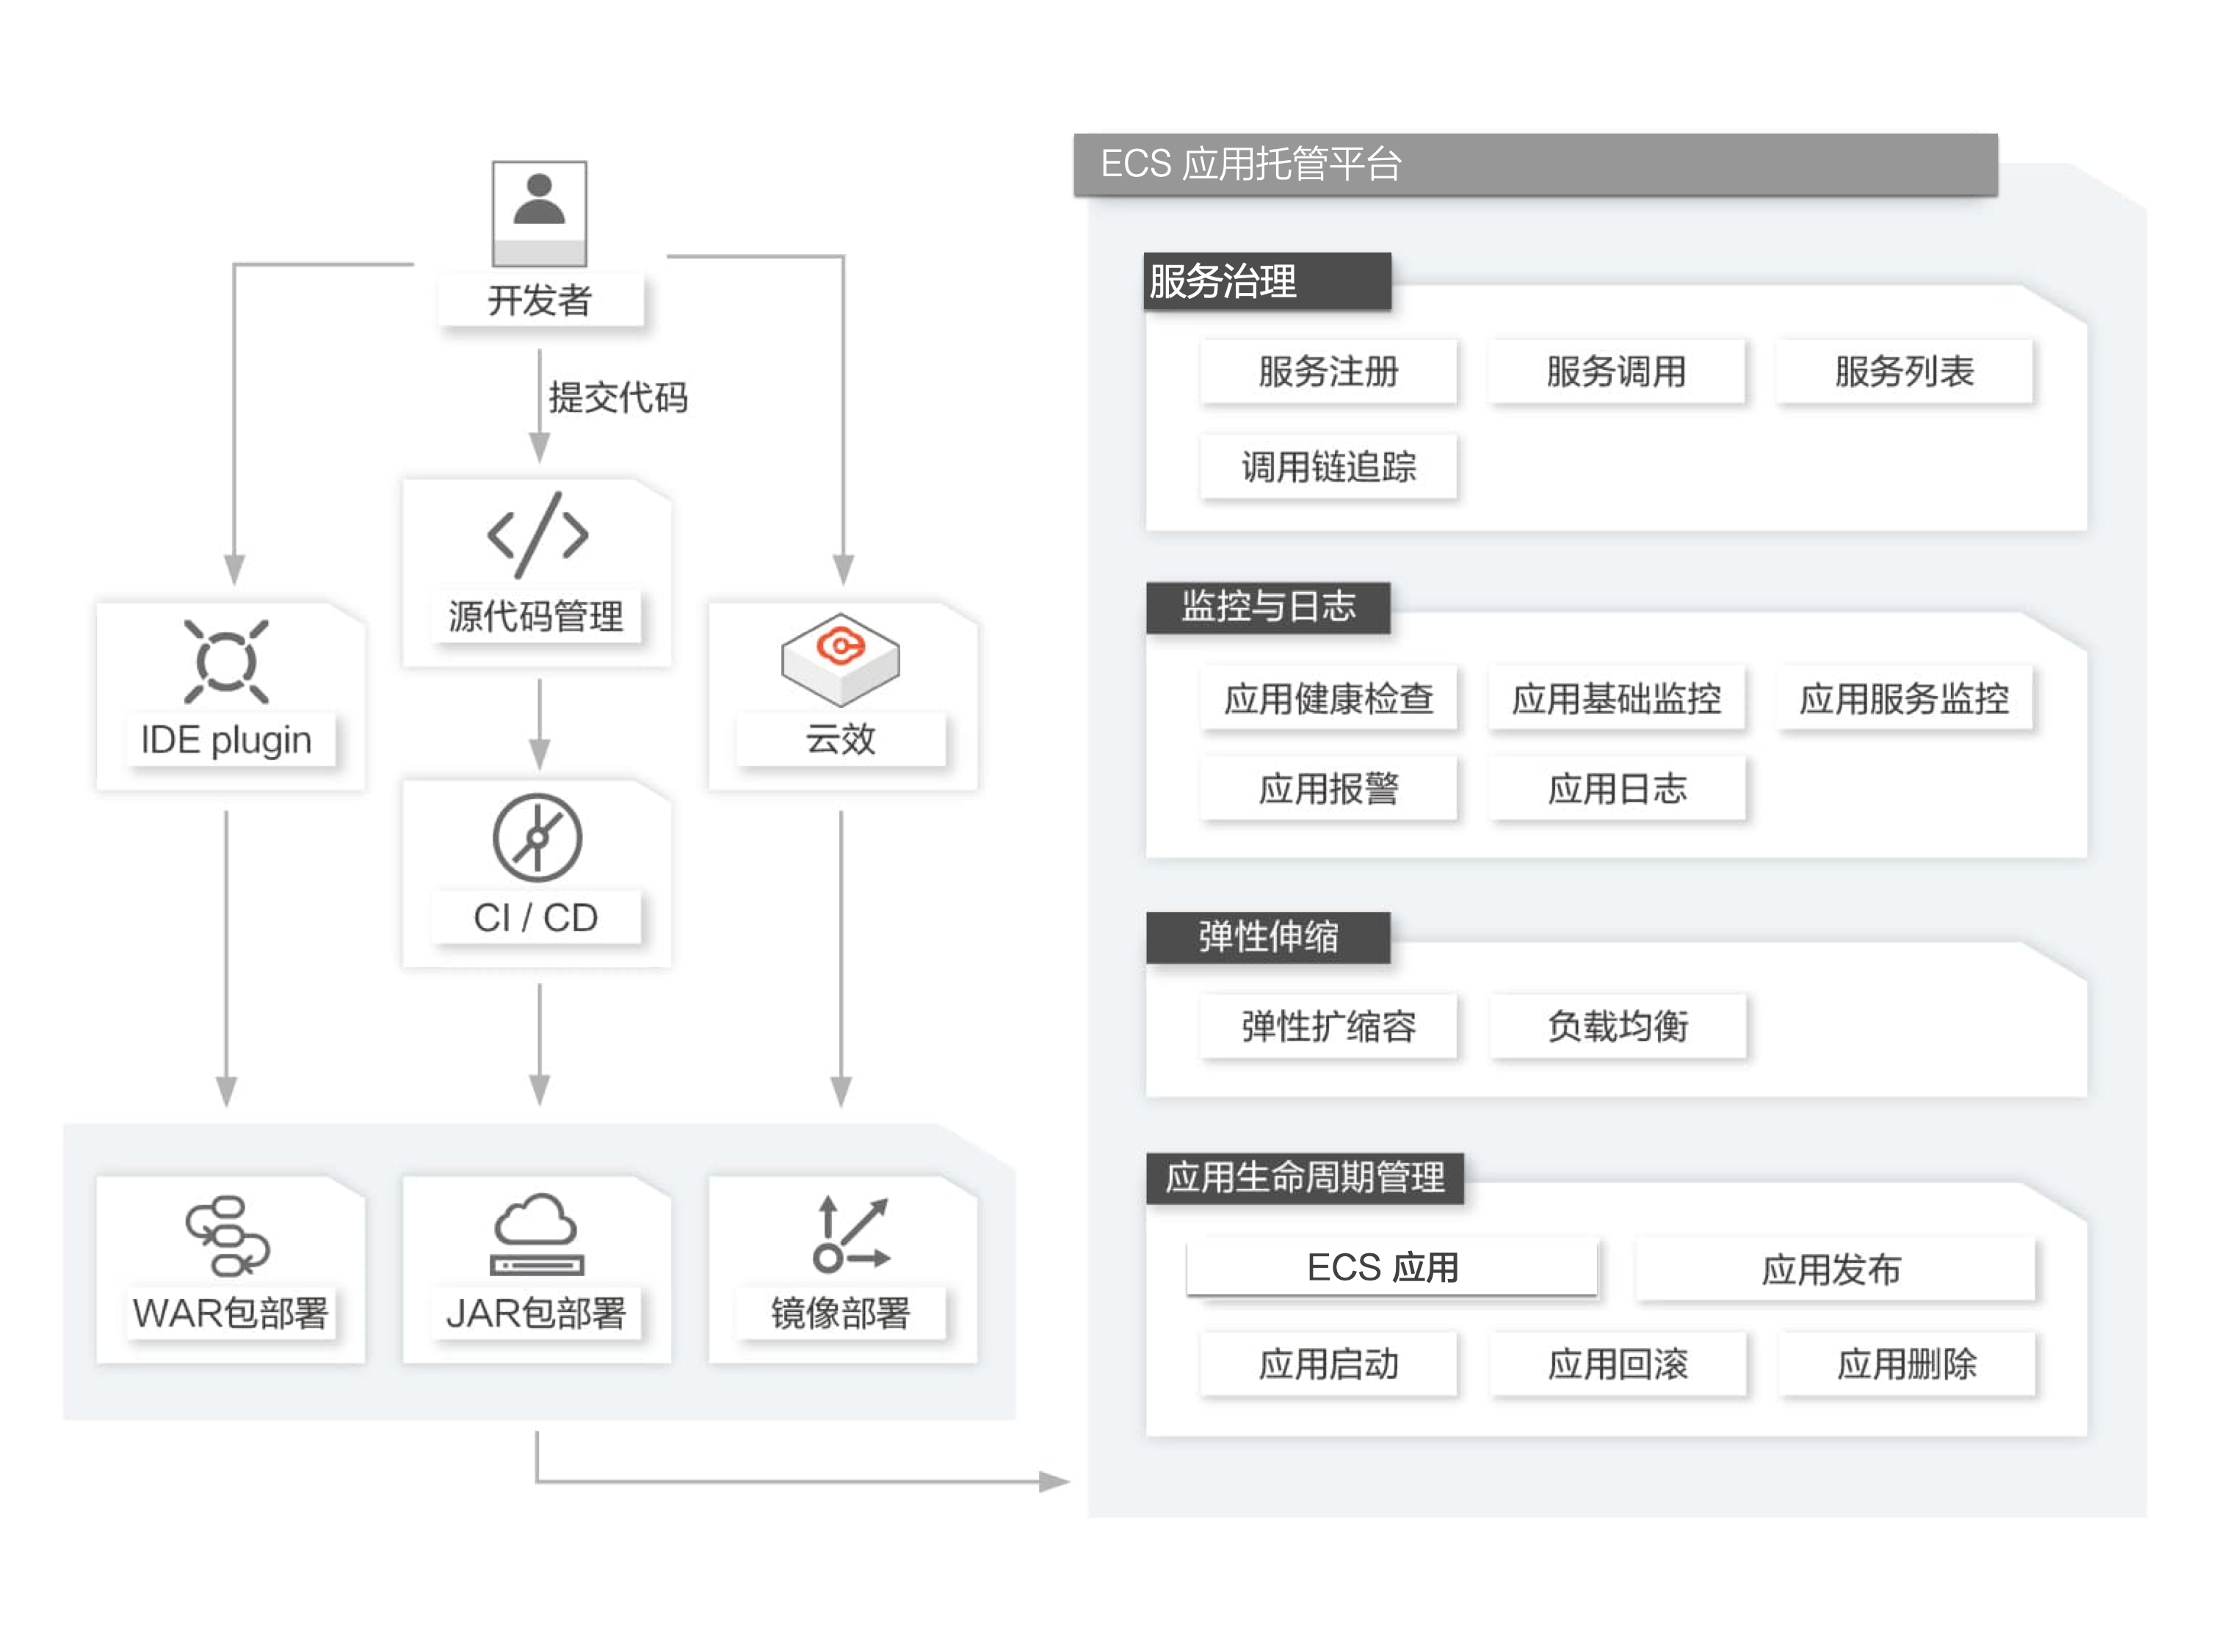 开发者
提交代码
源代码管理
IDE plugin
云效
CI / CD
WAR包部署
JAR包部署
镜像部署
ECS 应用托管平台
服务治理
服务注册
服务调用
服务列表
调用链追踪
监控与日志
应用健康检查
应用基础监控
应用服务监控
应用报警
应用日志
弹性伸缩
弹性扩缩容
负载均衡
应用生命周期管理
ECS 应用
应用发布
应用启动
应用回滚
应用删除